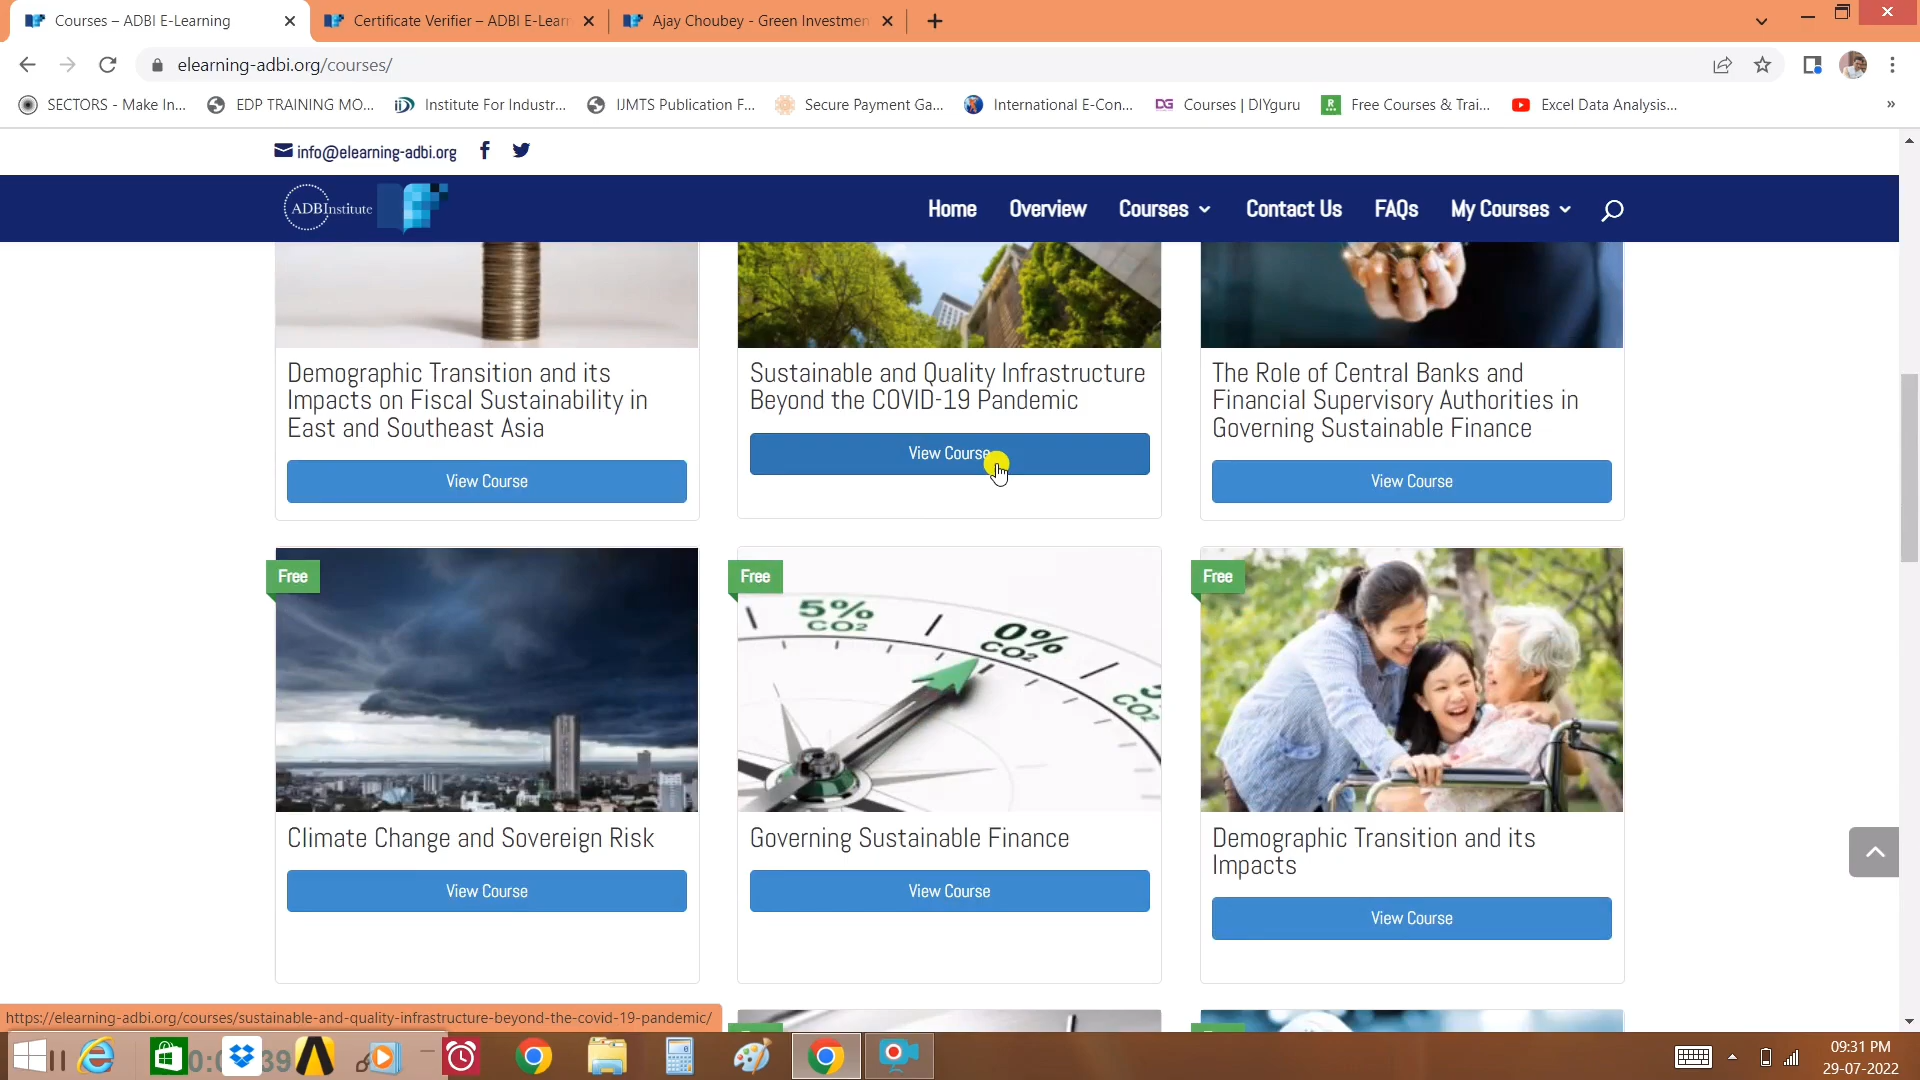 Courses – ADBI E-Learning
Certificate Verifier – ADBI E-Learn
Ajay Choubey - Green Investmen
elearning-adbi.org/courses/
SECTORS - Make In...
EDP TRAINING MO...
Institute For Industr...
IJMTS Publication F...
Secure Payment Ga...
International E-Con...
DG Courses | DIYguru
Free Courses & Trai...
Excel Data Analysis...
»
info@elearning-adbi.org
ADBInstitute
Home
Overview
Courses
Contact Us
FAQs
My Courses
Demographic Transition and its
Impacts on Fiscal Sustainability in
East and Southeast Asia
View Course
Sustainable and Quality Infrastructure
Beyond the COVID-19 Pandemic
View Course
The Role of Central Banks and
Financial Supervisory Authorities in
Governing Sustainable Finance
View Course
Free
Climate Change and Sovereign Risk
View Course
Free
5%
CO2
0%
CO2
CO2
Governing Sustainable Finance
View Course
Free
Demographic Transition and its
Impacts
View Course
https://elearning-adbi.org/courses/sustainable-and-quality-infrastructure-beyond-the-covid-19-pandemic/
09:31 PM
29-07-2022